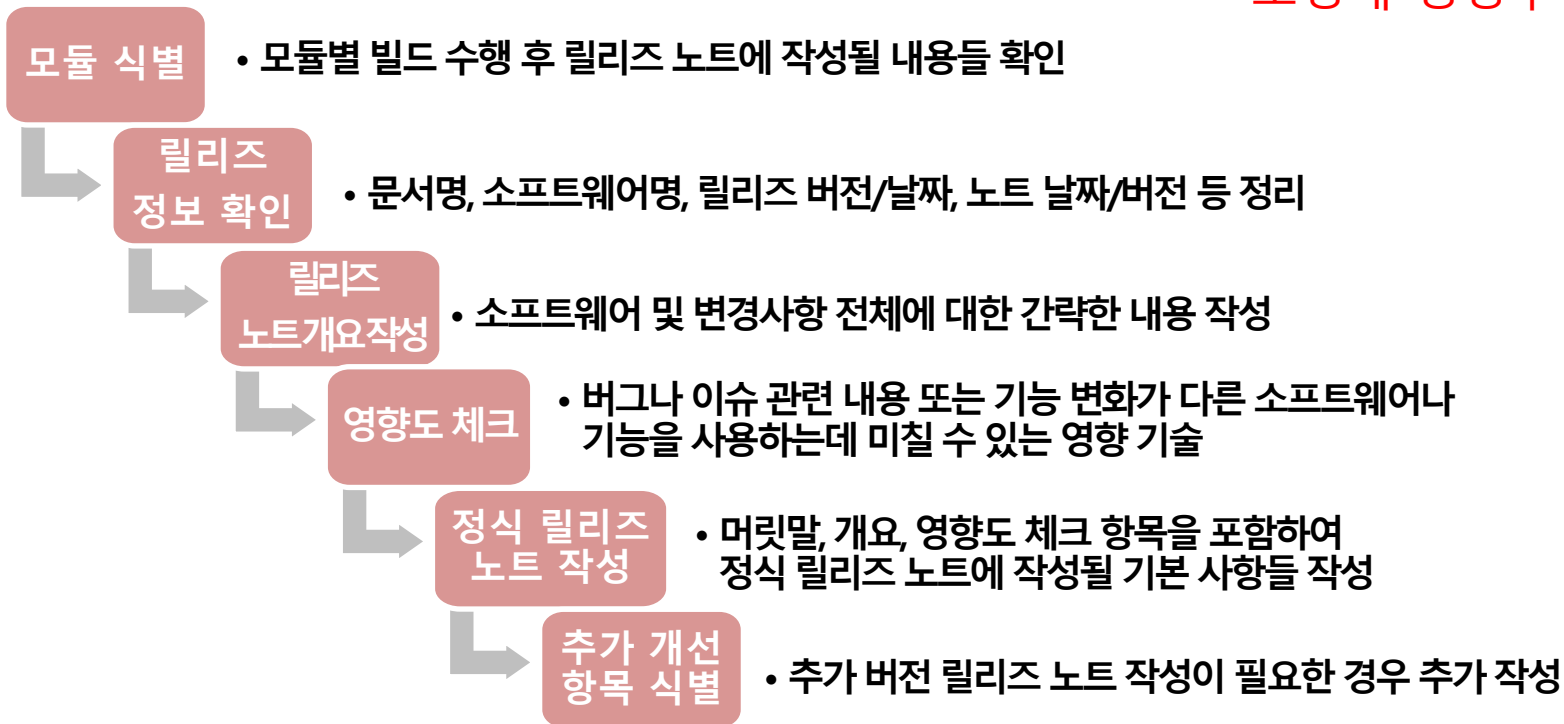 모듈 식별
• 모듈별 빌드 수행 후 릴리즈 노트에 작성될 내용들 확인
릴리즈
정보 확인
• 문서명, 소프트웨어명, 릴리즈 버전/날짜, 노트 날짜/버전 등 정리
릴리즈
노트개요작성
• 소프트웨어 및 변경사항 전체에 대한 간략한 내용 작성
영향도 체크
• 버그나 이슈 관련 내용 또는 기능 변화가 다른 소프트웨어나
기능을 사용하는데 미칠 수 있는 영향 기술
정식 릴리즈
노트 작성
• 머릿말, 개요, 영향도 체크 항목을 포함하여
정식 릴리즈 노트에 작성될 기본 사항들 작성
추가 개선
항목 식별
• 추가 버전 릴리즈 노트 작성이 필요한 경우 추가 작성